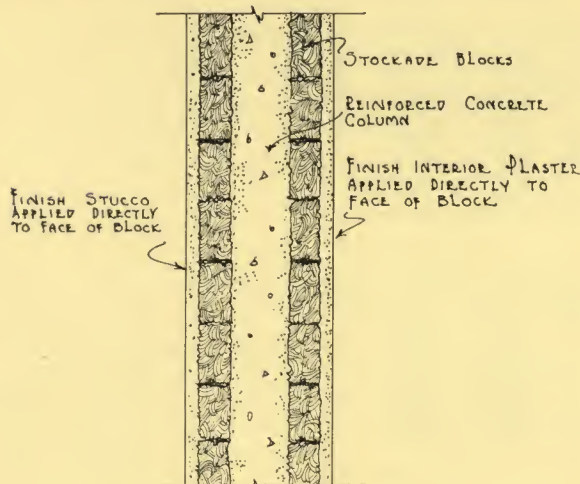 STOCKADE BLOCKS
REINFORCED CONCRETE
COLUMN
FINISH INTERIOR PLASTER
APPLIED DIRECTLY TO
FACE OF BLOCK
FINISH STUCCO
APPLIED DIRECTLY
TO FACE OF BLOCK